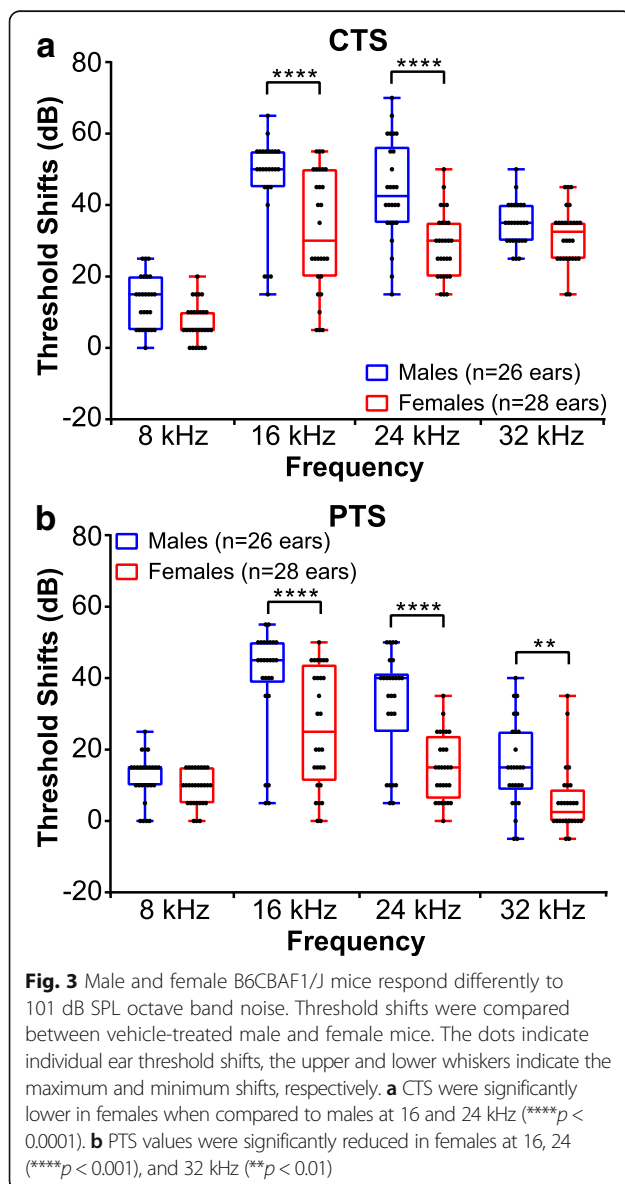 a
CTS
Threshold Shifts (dB)
80
60
40
20
0
-20
****
****
Males (n=26 ears)
Females (n=28 ears)
8 kHz 16 kHz 24 kHz 32 kHz
Frequency
b
PTS
Threshold Shifts (dB)
80
60
40
20
0
-20
Males (n=26 ears)
Females (n=28 ears)
****
****
**
8 kHz 16 kHz 24 kHz 32 kHz
Frequency
Fig. 3 Male and female B6CBAF1/J mice respond differently to
101 dB SPL octave band noise. Threshold shifts were compared
between vehicle-treated male and female mice. The dots indicate
individual ear threshold shifts, the upper and lower whiskers indicate the
maximum and minimum shifts, respectively. a CTS were significantly
lower in females when compared to males at 16 and 24 kHz (****p <
0.0001). b PTS values were significantly reduced in females at 16, 24
(****p < 0.001), and 32 kHz (**p < 0.01)